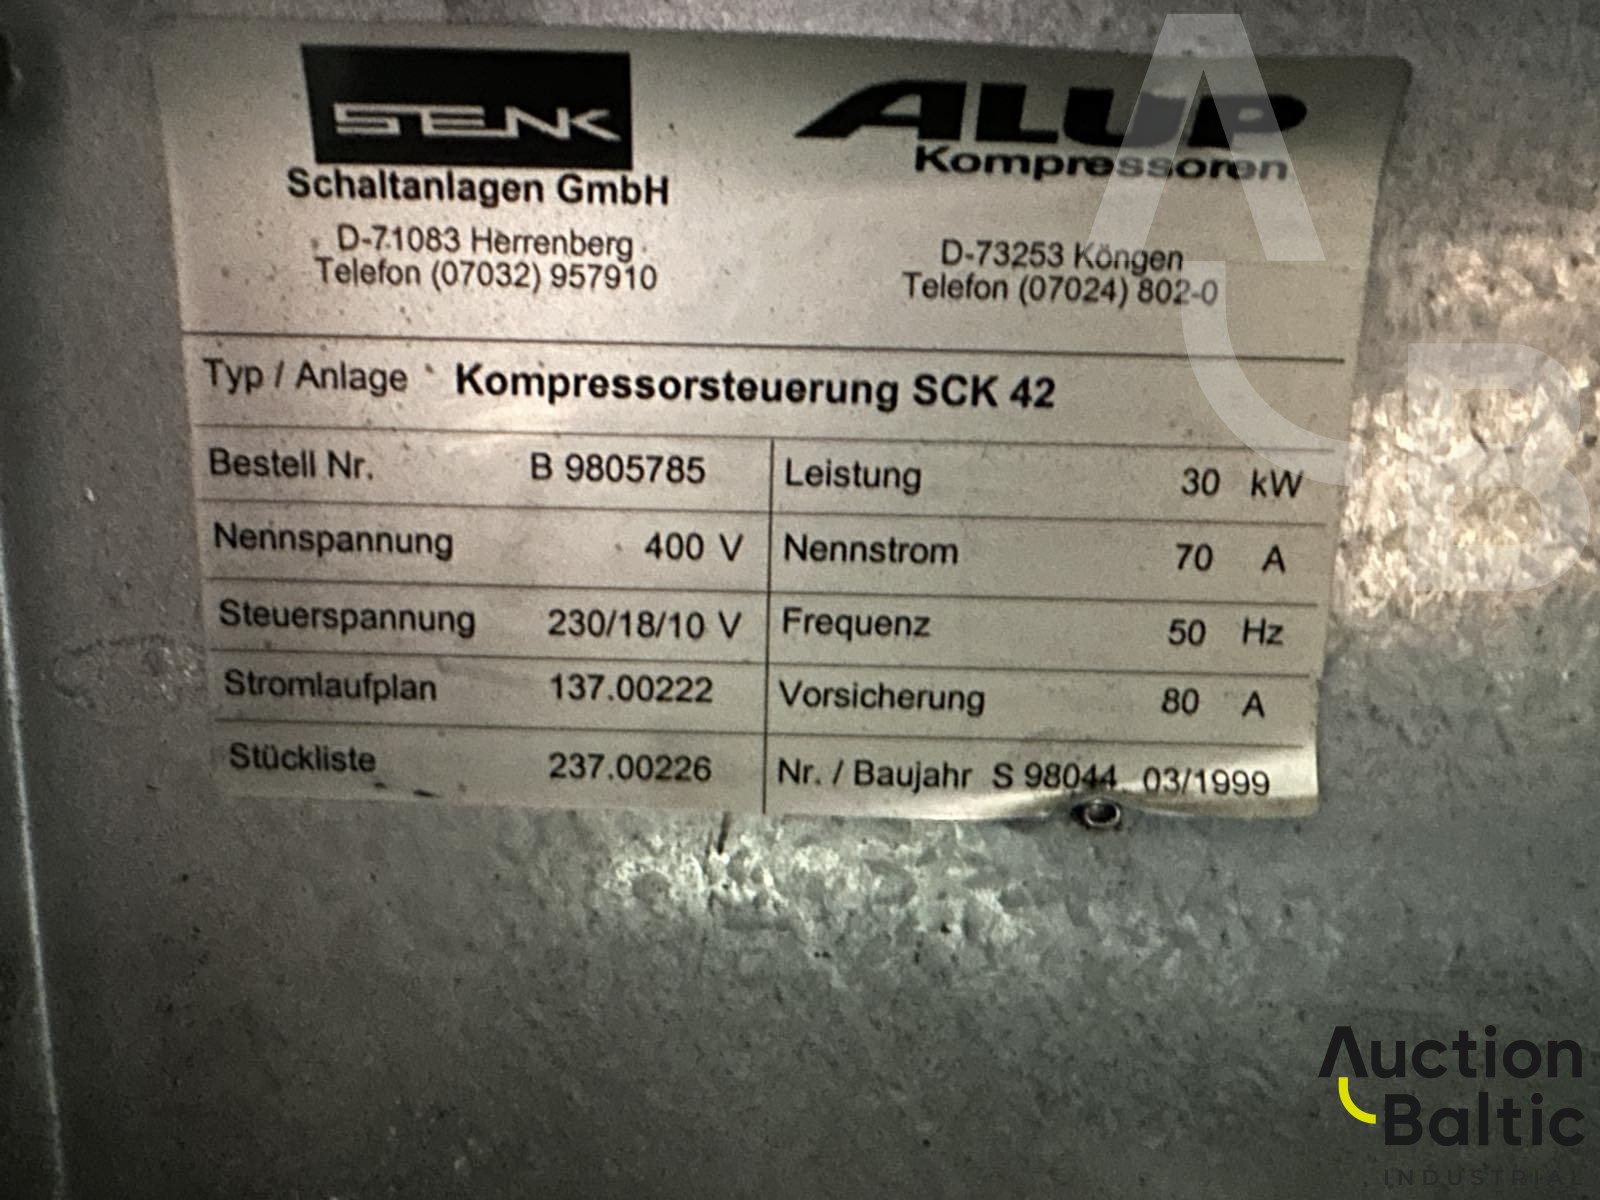 SENK
Schaltanlagen GmbH
D-71083 Herrenberg
Telefon (07032) 957910
ALUP
Kompressoren
D-73253 Köngen
Telefon (07024) 802-0
Typ / Anlage Kompressorsteuerung SCK 42
Bestell Nr. B 9805785 Leistung 30 kW
Nennspannung 400 V Nennstrom 70 A
Steuerspannung 230/18/10 V Frequenz 50 Hz
Stromlaufplan 137.00222 Vorsicherung 80 A
Stückliste 237.00226 Nr. / Baujahr S 98044 03/1999
Auction
Baltic
INDUSTRIAL